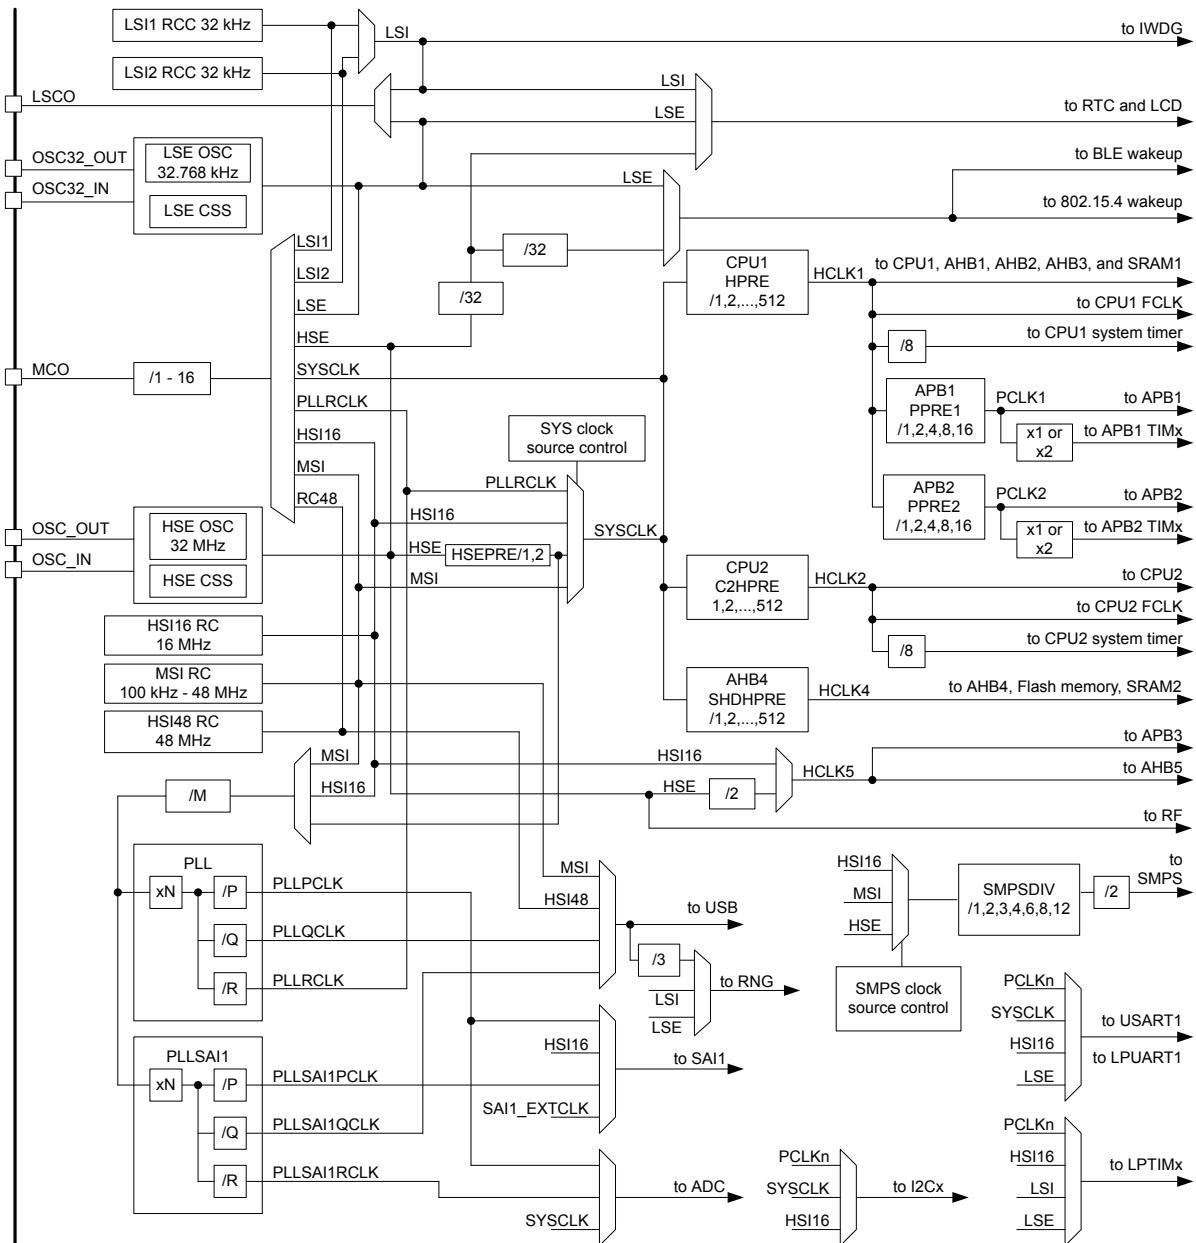 LSI1 RCC 32 kHz
LSI
to IWDG
LSI2 RCC 32 kHz
LSCO
LSI
LSE
to RTC and LCD
OSC32_OUT
LSE OSC
32.768 kHz
OSC32_IN
LSE CSS
LSE
to BLE wakeup
to 802.15.4 wakeup
LSI1
LSI2
LSE
HSE
SYSCLK
PLLRCLK
HSI16
MSI
RC48
/32
/32
MCO
/1 - 16
CPU1
HPRE
/1,2,...,512
HCLK1
to CPU1, AHB1, AHB2, AHB3, and SRAM1
to CPU1 FCLK
/8
to CPU1 system timer
APB1
PPRE1
/1,2,4,8,16
PCLK1
to APB1
x1 or
x2
to APB1 TIMx
APB2
PPRE2
/1,2,4,8,16
PCLK2
to APB2
x1 or
x2
to APB2 TIMx
SYS clock
source control
PLLRCLK
HSI16
HSE
HSEPRE/1,2
MSI
SYSCLK
OSC_OUT
HSE OSC
32 MHz
OSC_IN
HSE CSS
CPU2
C2HPRE
1,2,...,512
HCLK2
to CPU2
to CPU2 FCLK
/8
to CPU2 system timer
HSI16 RC
16 MHz
MSI RC
100 kHz - 48 MHz
HSI48 RC
48 MHz
AHB4
SHDHPRE
/1,2,...,512
HCLK4
to AHB4, Flash memory, SRAM2
HSI16
HSE
/2
HCLK5
to APB3
to AHB5
to RF
MSI
HSI16
/M
PLL
xN
/P
/Q
/R
PLLPCLK
PLLQCLK
PLLRCLK
MSI
HSI48
to USB
/3
LSI
LSE
to RNG
HSI16
MSI
HSE
SMPSDIV
/1,2,3,4,6,8,12
/2
to
SMPS
SMPS clock
source control
PLLSAI1
xN
/P
/Q
/R
PLLSAI1PCLK
PLLSAI1QCLK
PLLSAI1RCLK
HSI16
SAI1_EXTCLK
to SAI1
SYSCLK
to ADC
PCLKn
SYSCLK
HSI16
to I2Cx
PCLKn
SYSCLK
HSI16
LSE
to USART1
to LPUART1
PCLKn
HSI16
LSI
LSE
to LPTIMx